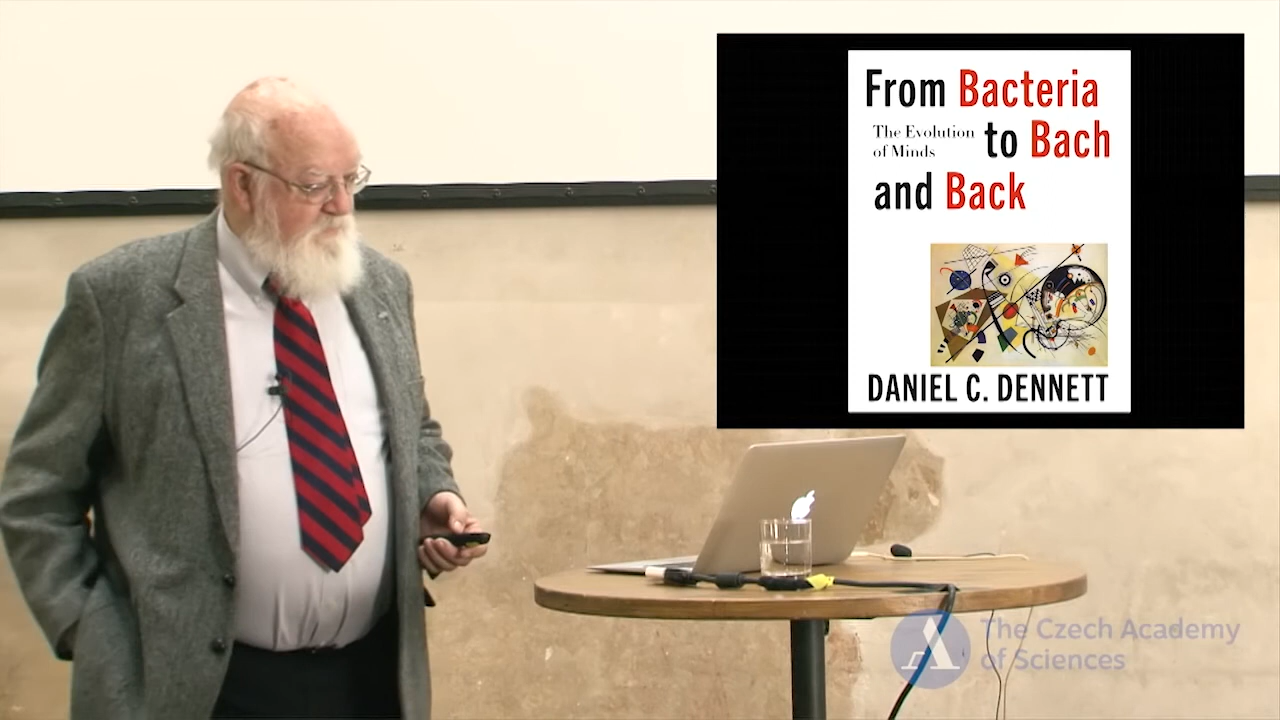 From Bacteria
The Evolution
of Minds
to Bach
and Back
DANIEL C. DENNETT
The Czech Academy
of Sciences